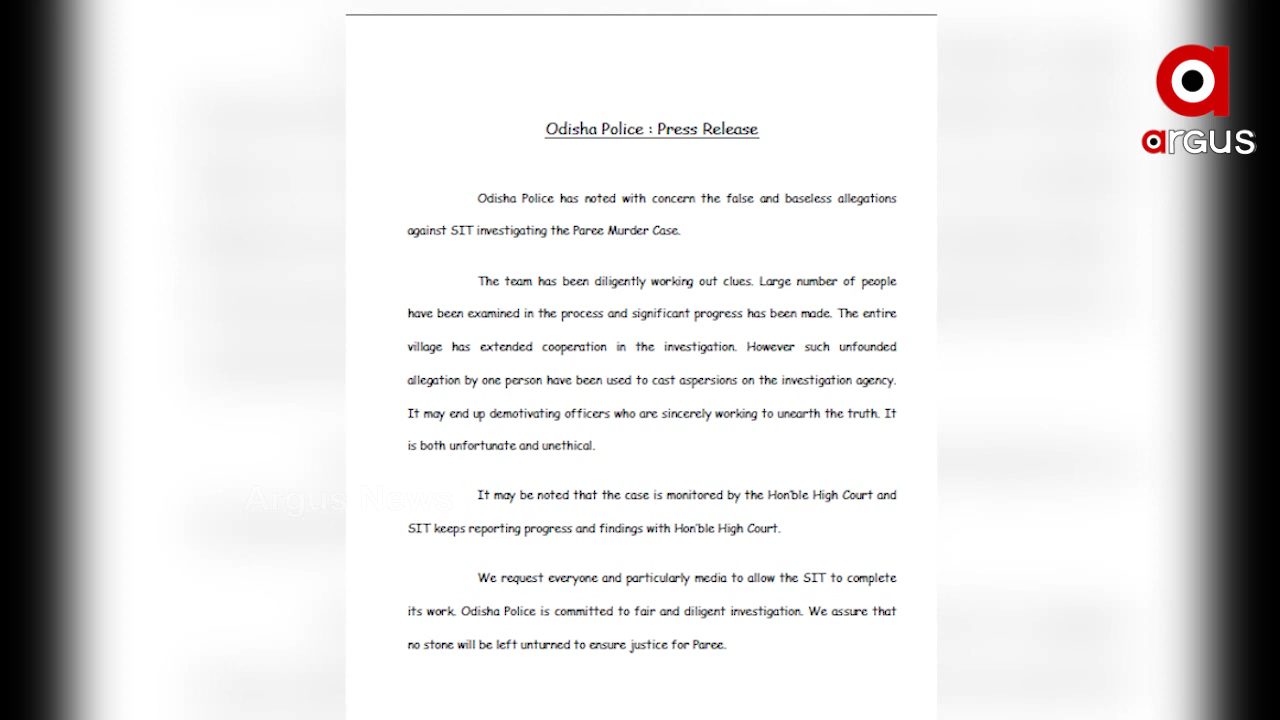 Odisha Police : Press Release
Odisha Police has noted with concern the false and baseless allegations
against SIT investigating the Paree Murder Case.
The team has been diligently working out clues. Large number of people
have been examined in the process and significant progress has been made. The entire
village has extended cooperation in the investigation. However such unfounded
allegation by one person have been used to cast aspersions on the investigation agency.
It may end up demotivating officers who are sincerely working to unearth the truth. It
is both unfortunate and unethical.
It may be noted that the case is monitored by the Hon'ble High Court and
SIT keeps reporting progress and findings with Hon'ble High Court.
We request everyone and particularly media to allow the SIT to complete
its work. Odisha Police is committed to fair and diligent investigation. We assure that
no stone will be left unturned to ensure justice for Paree.
a
argus
Argus News